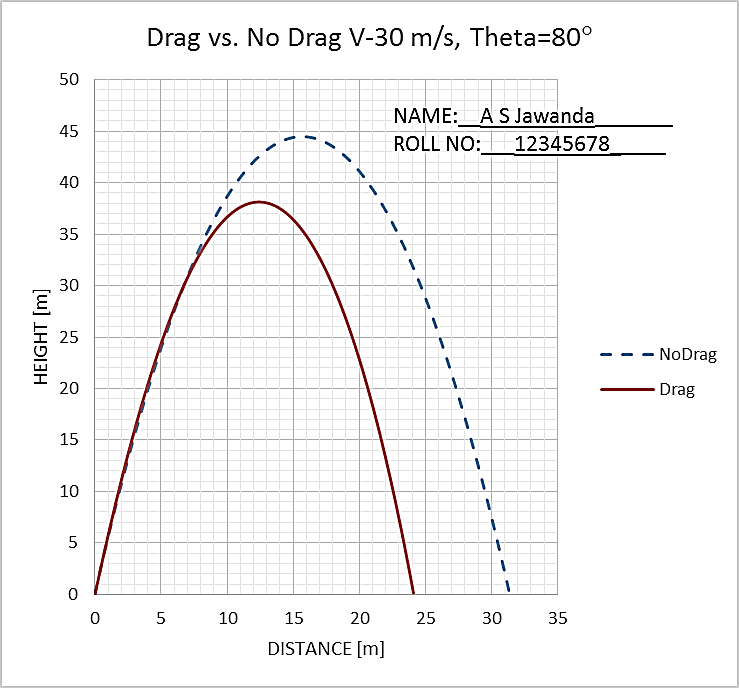 Drag vs. No Drag V-30 m/s, Theta=80°
NAME:__A S Jawanda_______
ROLL NO:___12345678_____
50
45
40
35
30
25
20
15
10
5
0
HEIGHT [m]
0 5 10 15 20 25 30 35
DISTANCE [m]
NoDrag
Drag